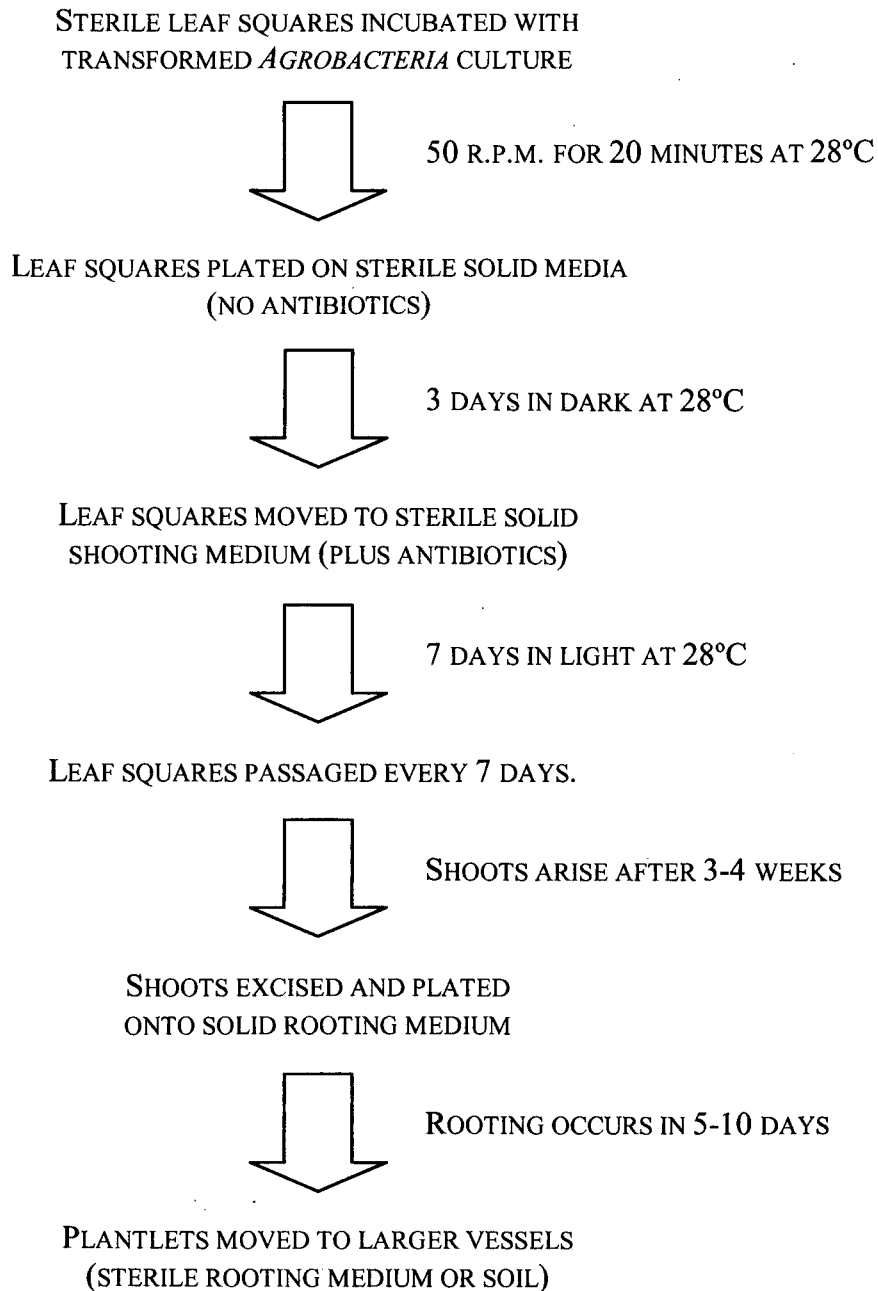 STERILE LEAF SQUARES INCUBATED WITH
TRANSFORMED AGROBACTERIA CULTURE
50 R.P.M. FOR 20 MINUTES AT 28ºC
LEAF SQUARES PLATED ON STERILE SOLID MEDIA
(NO ANTIBIOTICS)
3 DAYS IN DARK AT 28ºC
LEAF SQUARES MOVED TO STERILE SOLID
SHOOTING MEDIUM (PLUS ANTIBIOTICS)
7 DAYS IN LIGHT AT 28ºC
LEAF SQUARES PASSAGED EVERY 7 DAYS.
SHOOTS ARISE AFTER 3-4 WEEKS
SHOOTS EXCISED AND PLATED
ONTO SOLID ROOTING MEDIUM
ROOTING OCCURS IN 5-10 DAYS
PLANTLETS MOVED TO LARGER VESSELS
(STERILE ROOTING MEDIUM OR SOIL)